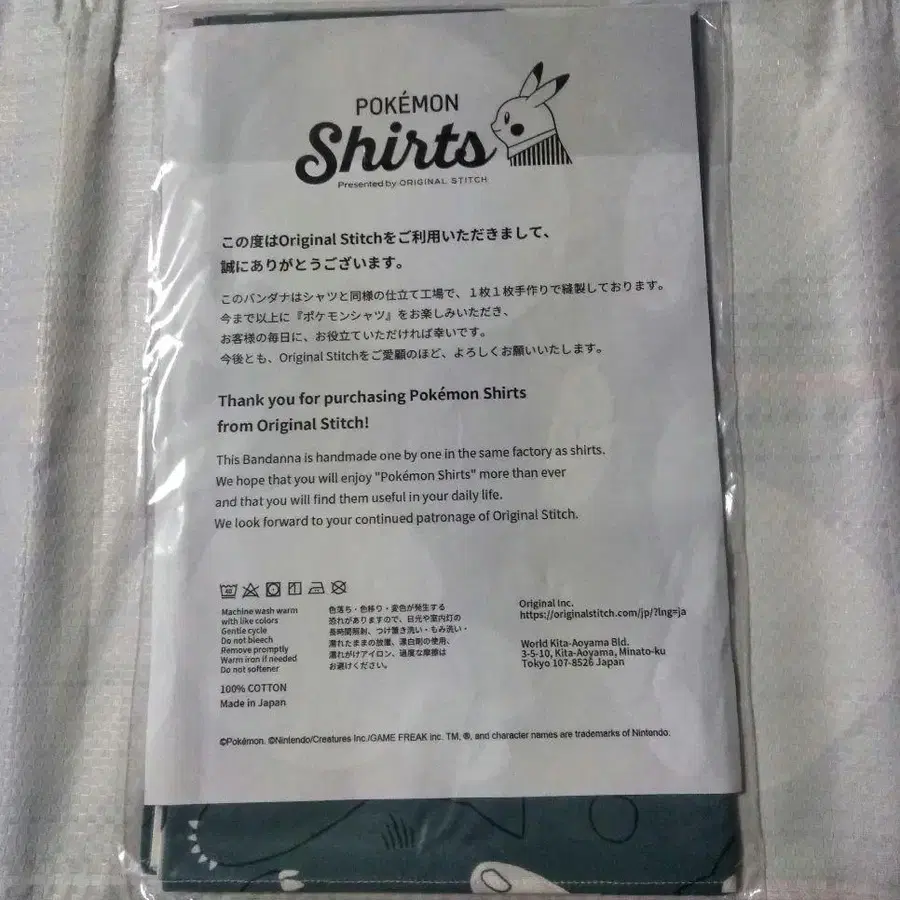 POKÉMON
Shirts
Presented by ORIGINAL STITCH
この度はOriginal Stitchをご利用いただきまして、
誠にありがとうございます。
このバンダナはシャツと同様の仕立て工場で、1枚1枚手作りで縫製しております。
今まで以上に『ポケモンシャツ』をお楽しみいただき、
お客様の毎日に、お役立ていただければ幸いです。
今後とも、Original Stitchをご愛顧のほど、よろしくお願いいたします。
Thank you for purchasing Pokémon Shirts
from Original Stitch!
This Bandanna is handmade one by one in the same factory as shirts.
We hope that you will enjoy "Pokémon Shirts" more than ever
and that you will find them useful in your daily life.
We look forward to your continued patronage of Original Stitch.
40
Machine wash warm
with like colors
Gentle cycle
Do not bleach
Remove promptly
Warm iron if needed
Do not softener
100% COTTON
Made in Japan
色落ち・色移り・変色が発生する
恐れがありますので、日光や室内灯の
長時間照射、つけ置き洗い・もみ洗い・
濡れたままの放置、漂白剤の使用、
濡れがけアイロン、過度な摩擦は
お避けください。
Original Inc.
https://originalstitch.com/jp/?lng=ja
World Kita-Aoyama Bld.
3-5-10, Kita-Aoyama, Minato-ku
Tokyo 107-8526 Japan
©Pokémon. ©Nintendo/Creatures Inc./GAME FREAK inc. TM, ®, and character names are trademarks of Nintendo.